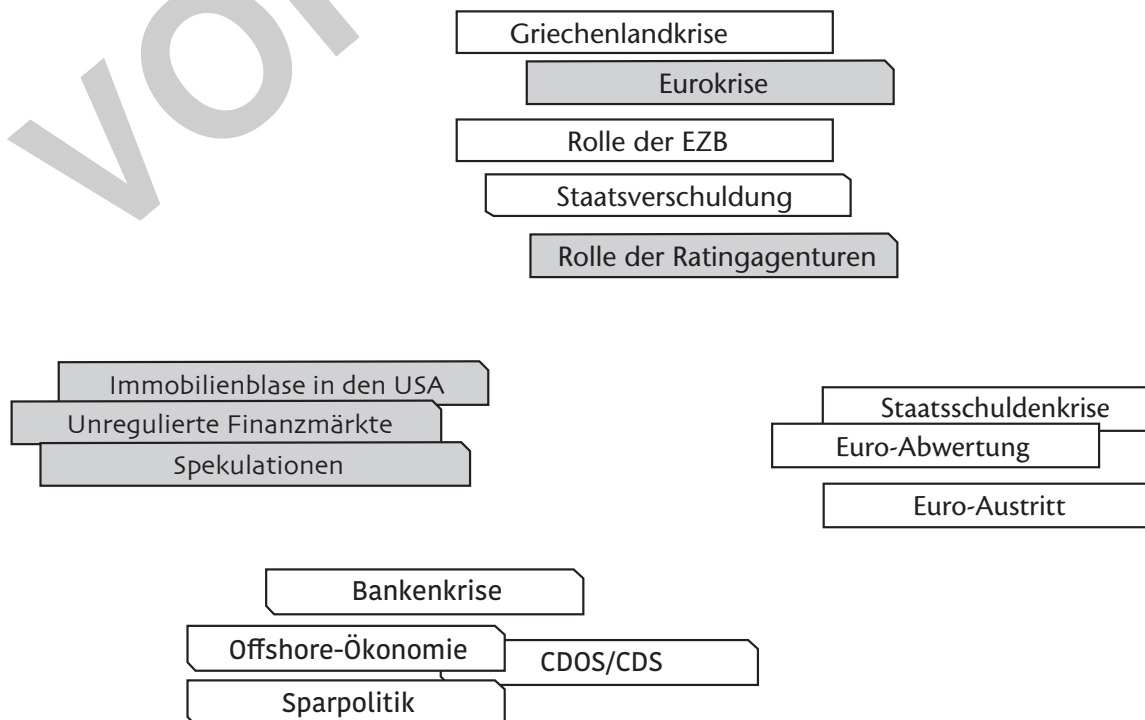 Griechenlandkrise
Eurokrise
Rolle der EZB
Staatsverschuldung
Rolle der Ratingagenturen
Immobilienblase in den USA
Unregulierte Finanzmärkte
Spekulationen
Staatsschuldenkrise
Euro-Abwertung
Euro-Austritt
Bankenkrise
Offshore-Ökonomie
CDOS/CDS
Sparpolitik